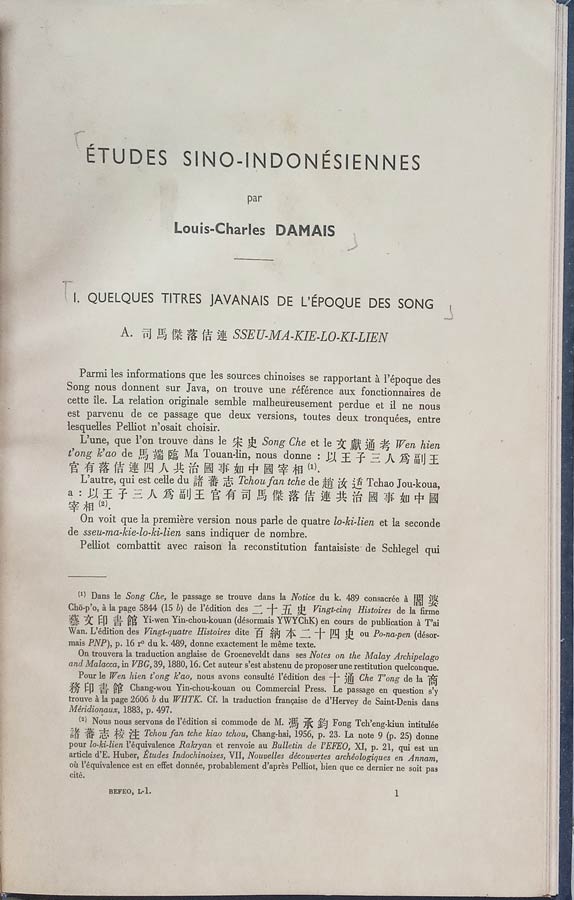 ÉTUDES SINO-INDONÉSIENNES
par
Louis-Charles DAMAIS
I. QUELQUES TITRES JAVANAIS DE L'ÉPOQUE DES SONG
A. 司馬傑落佶連 SSEU-MA-KIE-LO-KI-LIEN
Parmi les informations que les sources chinoises se rapportant à l'époque des
Song nous donnent sur Java, on trouve une référence aux fonctionnaires de
cette île. La relation originale semble malheureusement perdue et il ne nous
est parvenu de ce passage que deux versions, toutes deux tronquées, entre
lesquelles Pelliot n'osait choisir.
L'une, que l'on trouve dans le 宋史 Song Che et le 文獻通考 Wen hien
t'ong k'ao de 馬端臨 Ma Touan-lin, nous donne : 以王子三人爲副王
官有落佶連四人共治國事如中國宰相 (1).
L'autre, qui est celle du 諸蕃志 Tchou fan tche de 趙汝适 Tchao Jou-koua,
a : 以王子三人爲副王官有司馬傑落佶連共治國事如中國
宰相 (2).
On voit que la première version nous parle de quatre lo-ki-lien et la seconde
de sseu-ma-kie-lo-ki-lien sans indiquer de nombre.
Pelliot combattit avec raison la reconstitution fantaisiste de Schlegel qui
(1) Dans le Song Che, le passage se trouve dans la Notice du k. 489 consacrée à 闍婆
Chö-p'o, à la page 5844 (15 b) de l'édition des 二十五史 Vingt-cinq Histoires de la firme
藝文印書館 Yi-wen Yin-chou-kouan (désormais YWYChK) en cours de publication à T'ai
Wan. L'édition des Vingt-quatre Histoires dite 百納本二十四史 ou Po-na-pen (désor-
mais PNP), p. 16 r° du k. 489, donne exactement le même texte.
On trouvera la traduction anglaise de Groeneveldt dans ses Notes on the Malay Archipelago
and Malacca, in VBG, 39, 1880, 16. Cet auteur s'est abstenu de proposer une restitution quelconque.
Pour le Wen hien t'ong k'ao, nous avons consulté l'édition des 十通 Che T'ong de la 商
務印書館 Chang-wou Yin-chou-kouan ou Commercial Press. Le passage en question s'y
trouve à la page 2606 b du WHTK. Cf. la traduction française de d'Hervey de Saint-Denis dans
Méridionaux, 1883, p. 497.
(2) Nous nous servons de l'édition si commode de M. 馮承鈞 Fong Tch'eng-kiun intitulée
諸蕃志校注 Tchou fan tche kiao tchou, Chang-hai, 1956, p. 23. La note 9 (p. 25) donne
pour lo-ki-lien l'équivalence Rakryan et renvoie au Bulletin de l'EFEO, XI, p. 21, qui est un
article d'E. Huber, Études Indochinoises, VII, Nouvelles découvertes archéologiques en Annam,
où l'équivalence est en effet donnée, probablement d'après Pelliot, bien que ce dernier ne soit pas
cité.
BEFEO, L-1.
1